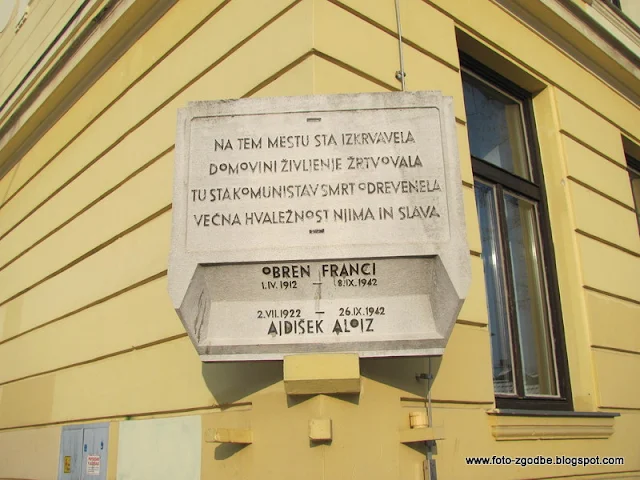 NA TEM MESTU STA IZKRVAVELA
DOMOVINI ŽIVLJENJE ŽRTVOVALA
TU STA KOMUNISTA V SMRT ODREVENELA
VEČNA HVALEŽNOST NJIMA IN SLAVA
OBREN FRANCI
1.IV.1912 — 8.IX.1942
2.VII.1922 — 26.IX.1942
AJDIŠEK ALOIZ
www.foto-zgodbe.blogspot.com